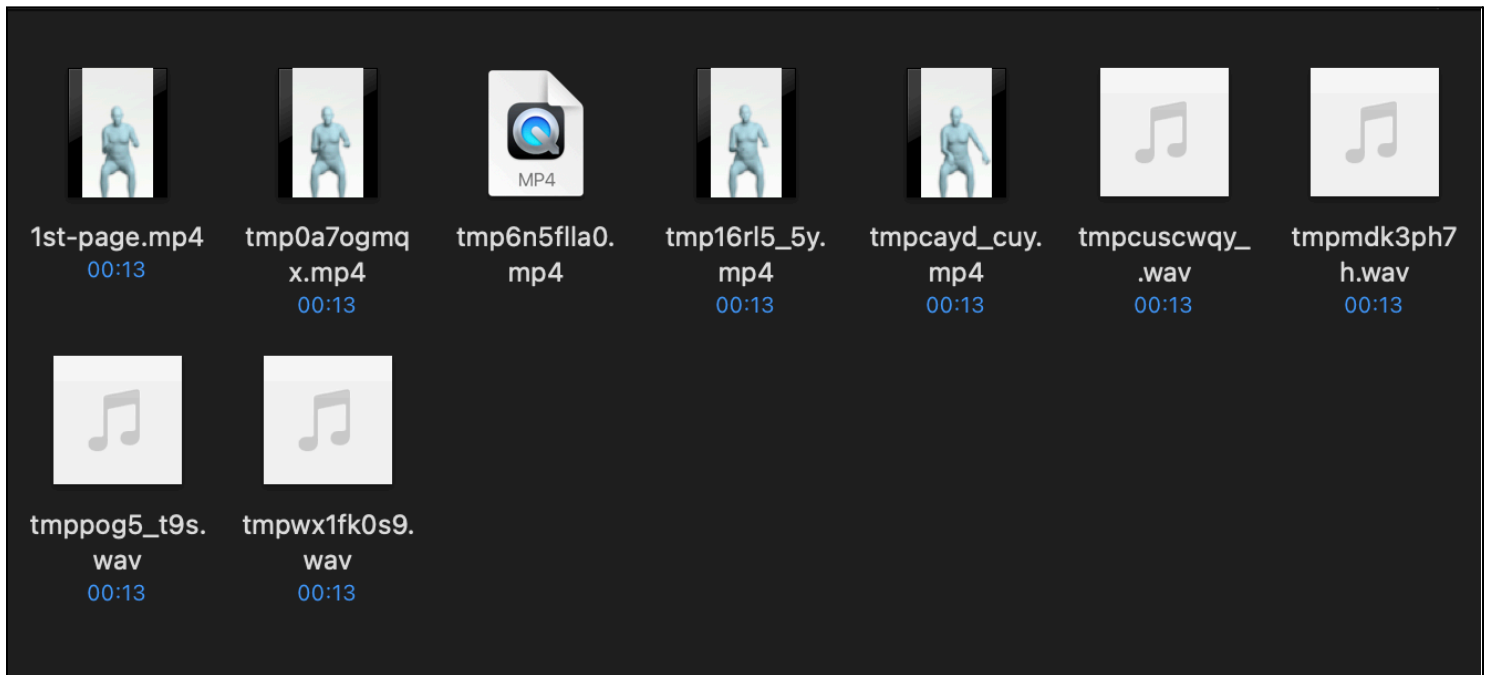 MP4
1st-page.mp4
00:13
tmp0a7ogmq
x.mp4
00:13
tmp6n5flla0.
mp4
tmp16rl5_5y.
mp4
00:13
tmpcayd_cuy.
mp4
00:13
tmpcuscwqy_
.wav
00:13
tmpmdk3ph7
h.wav
00:13
tmppog5_t9s.
wav
00:13
tmpwx1fk0s9.
wav
00:13